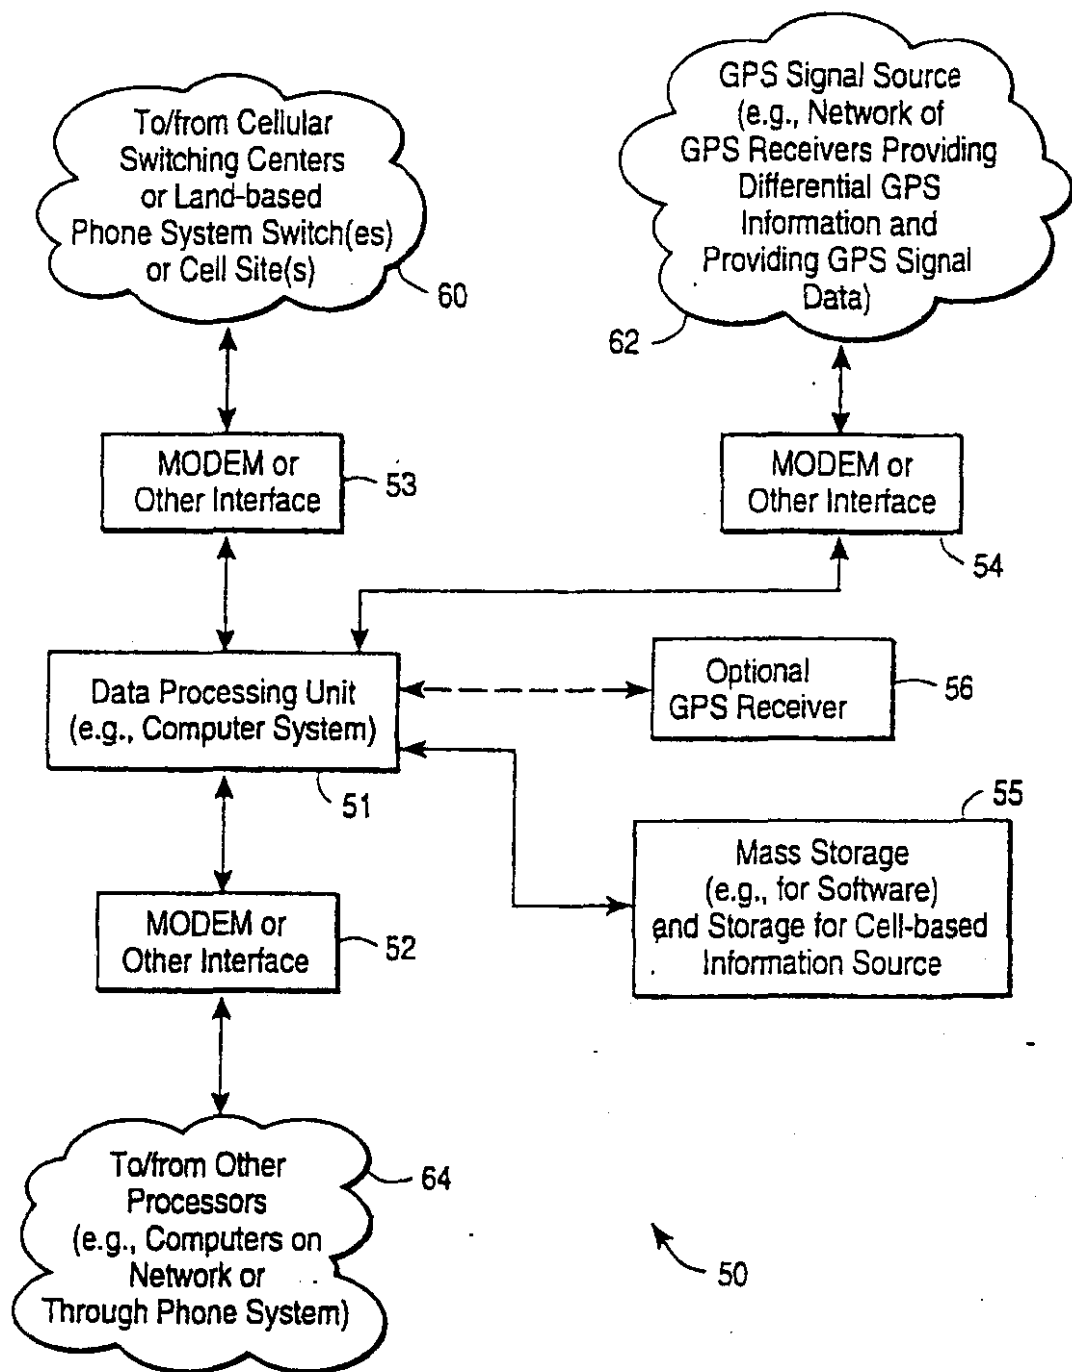 To/from Cellular
Switching Centers
or Land-based
Phone System Switch(es)
or Cell Site(s)
60
GPS Signal Source
(e.g., Network of
GPS Receivers Providing
Differential GPS
Information and
Providing GPS Signal
Data)
62
MODEM or
Other Interface
53
MODEM or
Other Interface
54
Data Processing Unit
(e.g., Computer System)
51
Optional
GPS Receiver
56
55
Mass Storage
(e.g., for Software)
and Storage for Cell-based
Information Source
MODEM or
Other Interface
52
To/from Other
Processors
(e.g., Computers on
Network or
Through Phone System)
64
50